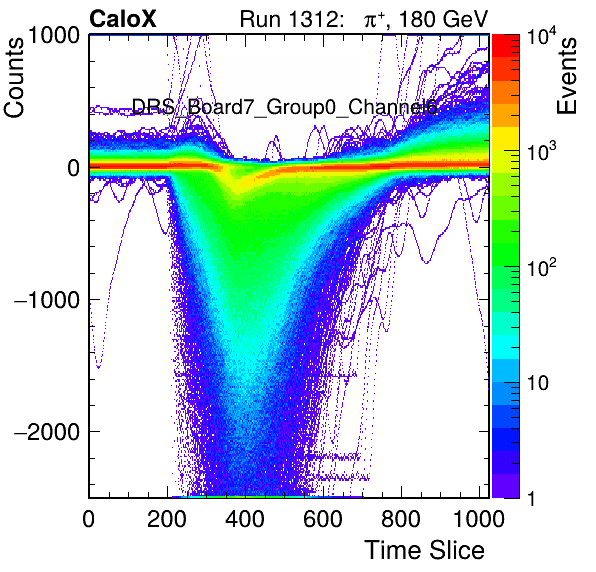 CaloX Run 1312: π⁺, 180 GeV
Counts
Events
DRS_Board7_Group0_Channel6
1000
0
−1000
−2000
0 200 400 600 800 1000
Time Slice
10⁴
10³
10²
10
1